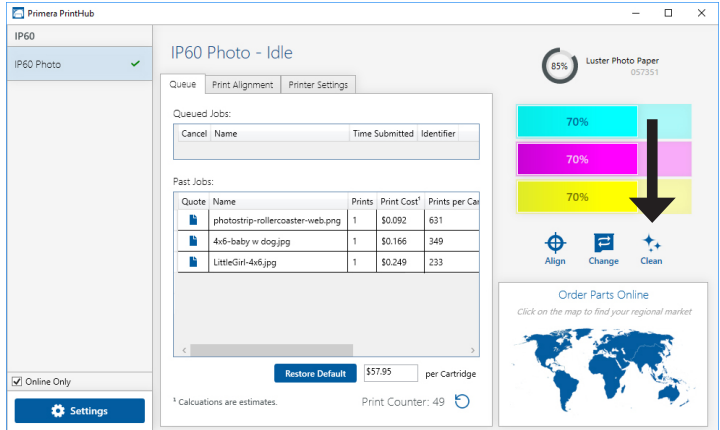 Primera PrintHub
IP60
IP60 Photo
Online Only
Settings
IP60 Photo - Idle
Queue Print Alignment Printer Settings
Queued Jobs:
Cancel Name Time Submitted Identifier
Past Jobs:
Quote Name Prints Print Cost¹ Prints per Car
photostrip-rollercoaster-web.png 1 $0.092 631
4x6-baby w dog.jpg 1 $0.166 349
LittleGirl-4x6.jpg 1 $0.249 233
Restore Default $57.95 per Cartridge
¹ Calcuations are estimates. Print Counter: 49
85% Luster Photo Paper
057351
70%
70%
70%
Align Change Clean
Order Parts Online
Click on the map to find your regional market